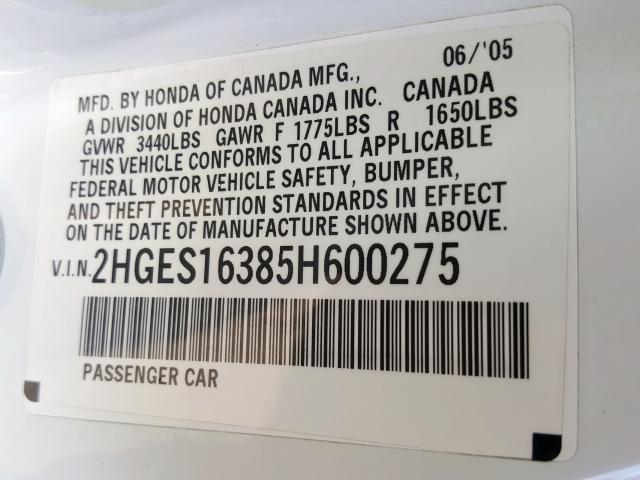 06/'05
MFD. BY HONDA OF CANADA MFG.,
A DIVISION OF HONDA CANADA INC. CANADA
GVWR 3440LBS GAWR F 1775LBS R 1650LBS
THIS VEHICLE CONFORMS TO ALL APPLICABLE
FEDERAL MOTOR VEHICLE SAFETY, BUMPER,
AND THEFT PREVENTION STANDARDS IN EFFECT
ON THE DATE OF MANUFACTURE SHOWN ABOVE.
V.I.N. 2HGES16385H600275
PASSENGER CAR